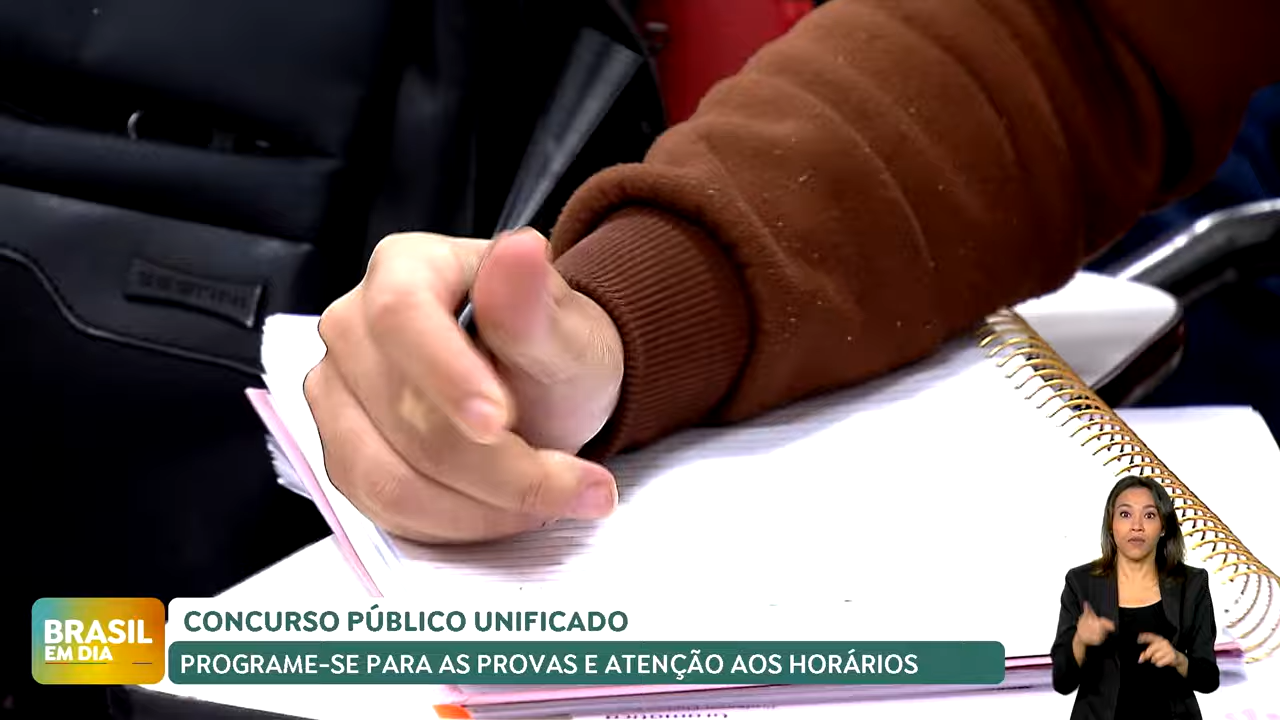 CONCURSO PÚBLICO UNIFICADO
BRASIL
EM DIA
PROGRAME-SE PARA AS PROVAS E ATENÇÃO AOS HORÁRIOS